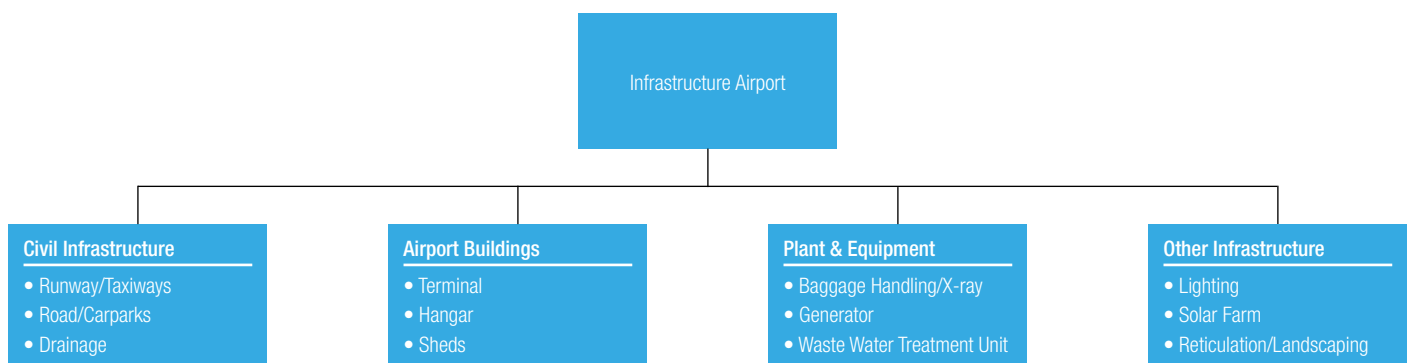 Infrastructure Airport
Civil Infrastructure
• Runway/Taxiways
• Road/Carparks
• Drainage
Airport Buildings
• Terminal
• Hangar
• Sheds
Plant & Equipment
• Baggage Handling/X-ray
• Generator
• Waste Water Treatment Unit
Other Infrastructure
• Lighting
• Solar Farm
• Reticulation/Landscaping